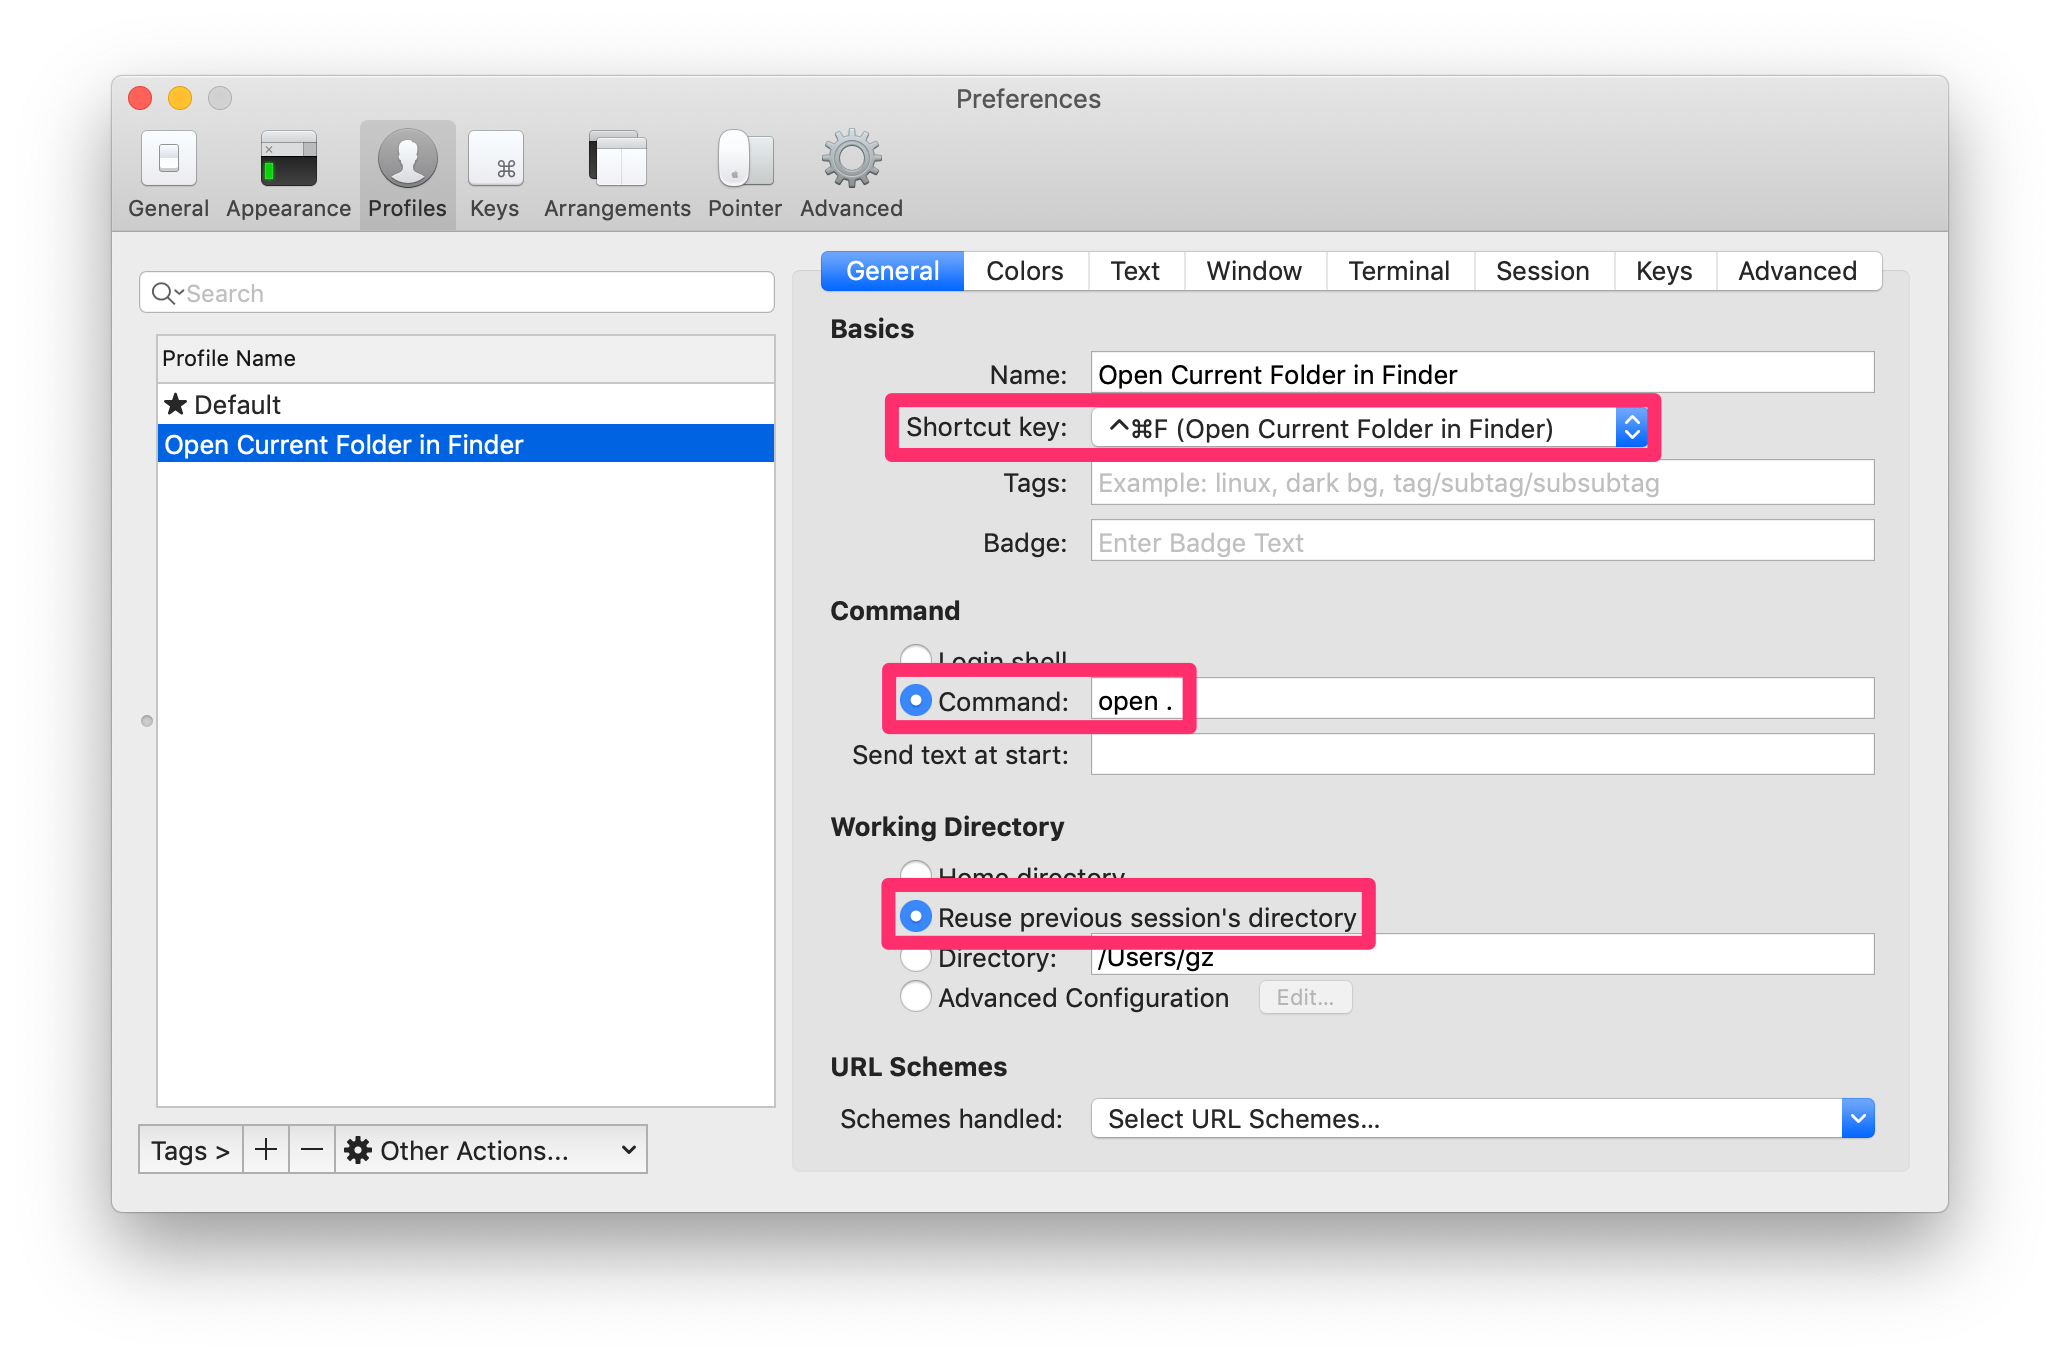 Preferences
General Appearance Profiles Keys Arrangements Pointer Advanced
General Colors Text Window Terminal Session Keys Advanced
Search
Profile Name
★ Default
Open Current Folder in Finder
Tags > + — Other Actions...
Basics
Name: Open Current Folder in Finder
Shortcut key: ^⌘F (Open Current Folder in Finder)
Tags: Example: linux, dark bg, tag/subtag/subsubtag
Badge: Enter Badge Text
Command
Login shell
Command: open .
Send text at start:
Working Directory
Home directory
Reuse previous session's directory
Directory: /Users/gz
Advanced Configuration Edit...
URL Schemes
Schemes handled: Select URL Schemes...